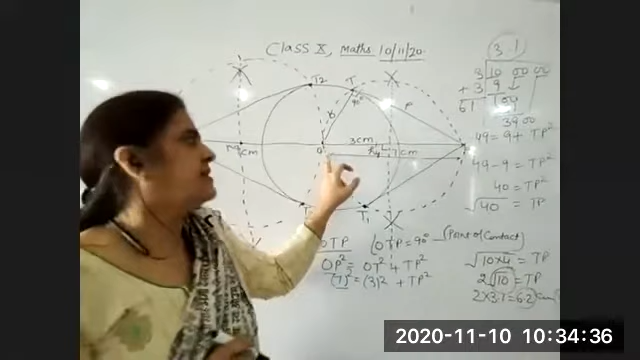 Class X, Maths 10/11/20.
3.1
3 10 00 00
+ 3 9
61 100
3900
T2 T
90°
P
3cm
7cm
T1
49 = 9 + TP²
49 - 9 = TP²
40 = TP²
√40 = TP
OTP
OTP = 90° - (Point of Contact)
OP² = OT² + TP²
(7)² = (3)² + TP²
√10×4 = TP
2√10 = TP
2×3.1 = 6.2 cm
2020-11-10 10:34:36